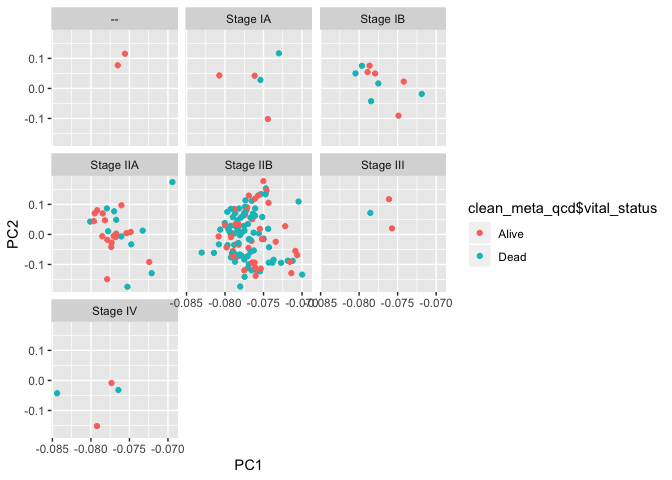 --
Stage IA
Stage IB
0.1
0.0
-0.1
Stage IIA
Stage IIB
Stage III
clean_meta_qcd$vital_status
Alive
Dead
PC2
0.1
0.0
-0.1
-0.085 -0.080 -0.075 -0.070
-0.085 -0.080 -0.075 -0.070
Stage IV
0.1
0.0
-0.1
-0.085 -0.080 -0.075 -0.070
PC1